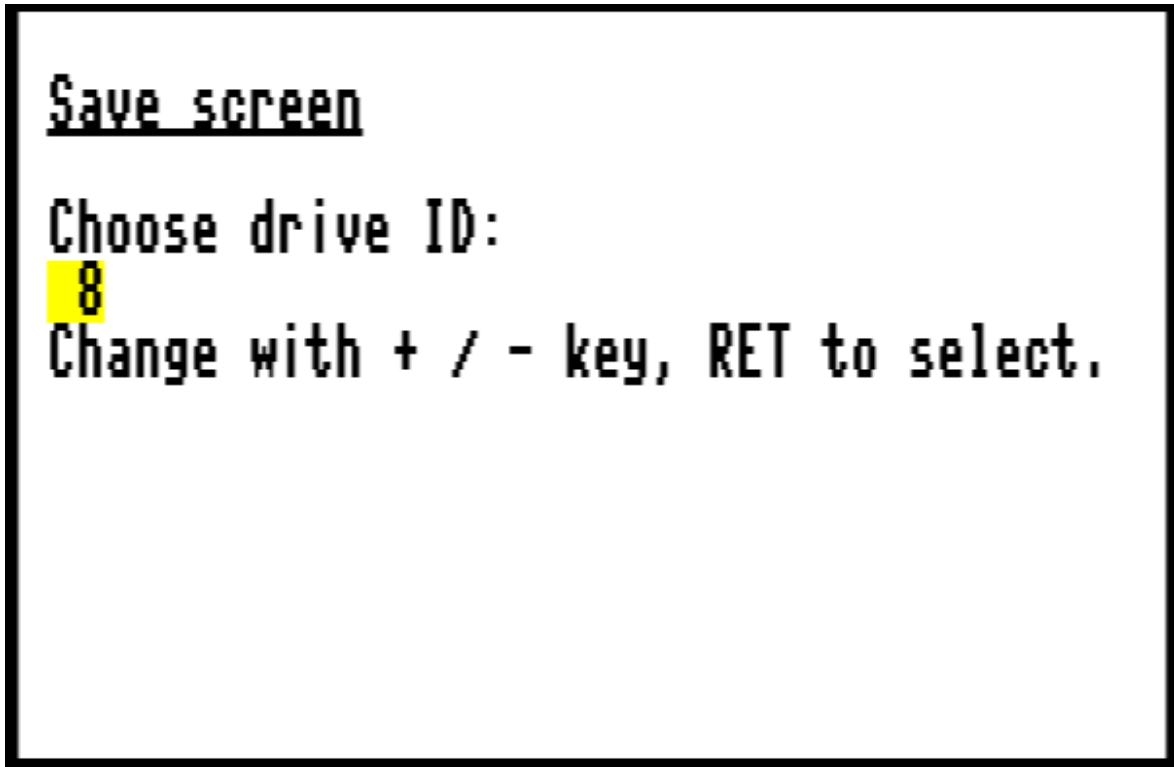 Save screen
Choose drive ID:
8
Change with + / - key, RET to select.